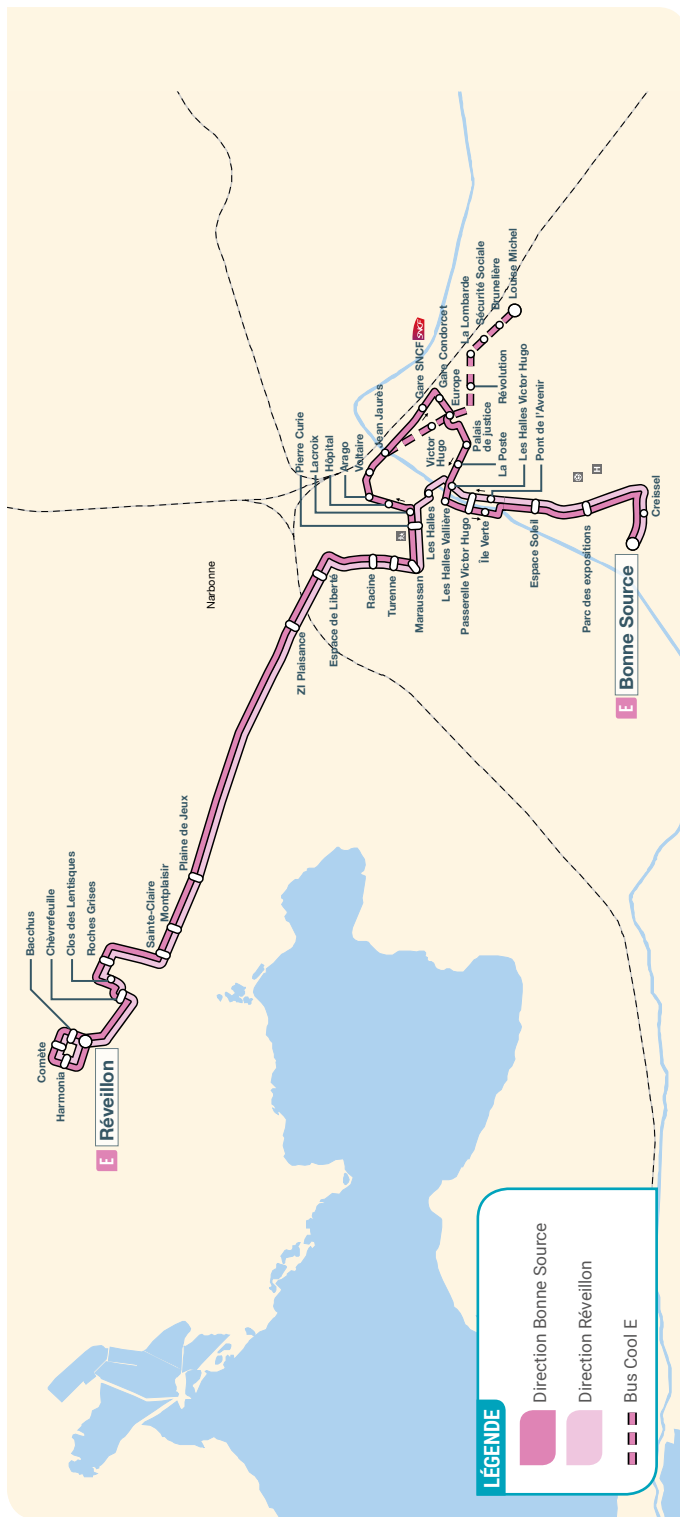 Bacchus
Chèvrefeuille
Clos des Lentisques
Roches Grises
Comète
Harmonia
E Réveillon
Sainte-Claire
Montplaisir
Plaine de Jeux
Narbonne
ZI Plaisance
Espace de Liberté
Racine
Turenne
Maraussan
Pierre Curie
Lacroix
Hôpital
Arago
Voltaire
Jean Jaurès
Gare SNCF
SNCF
Gare Condorcet
Europe
Victor
Hugo
Palais
de justice
La Poste
Les Halles Victor Hugo
Pont de l'Avenir
Révolution
La Lombarde
Sécurité Sociale
Brunelière
Louise Michel
Les Halles
Les Halles Vallière
Passerelle Victor Hugo
Île Verte
Espace Soleil
Parc des expositions
H
Creissel
E Bonne Source
LÉGENDE
Direction Bonne Source
Direction Réveillon
Bus Cool E